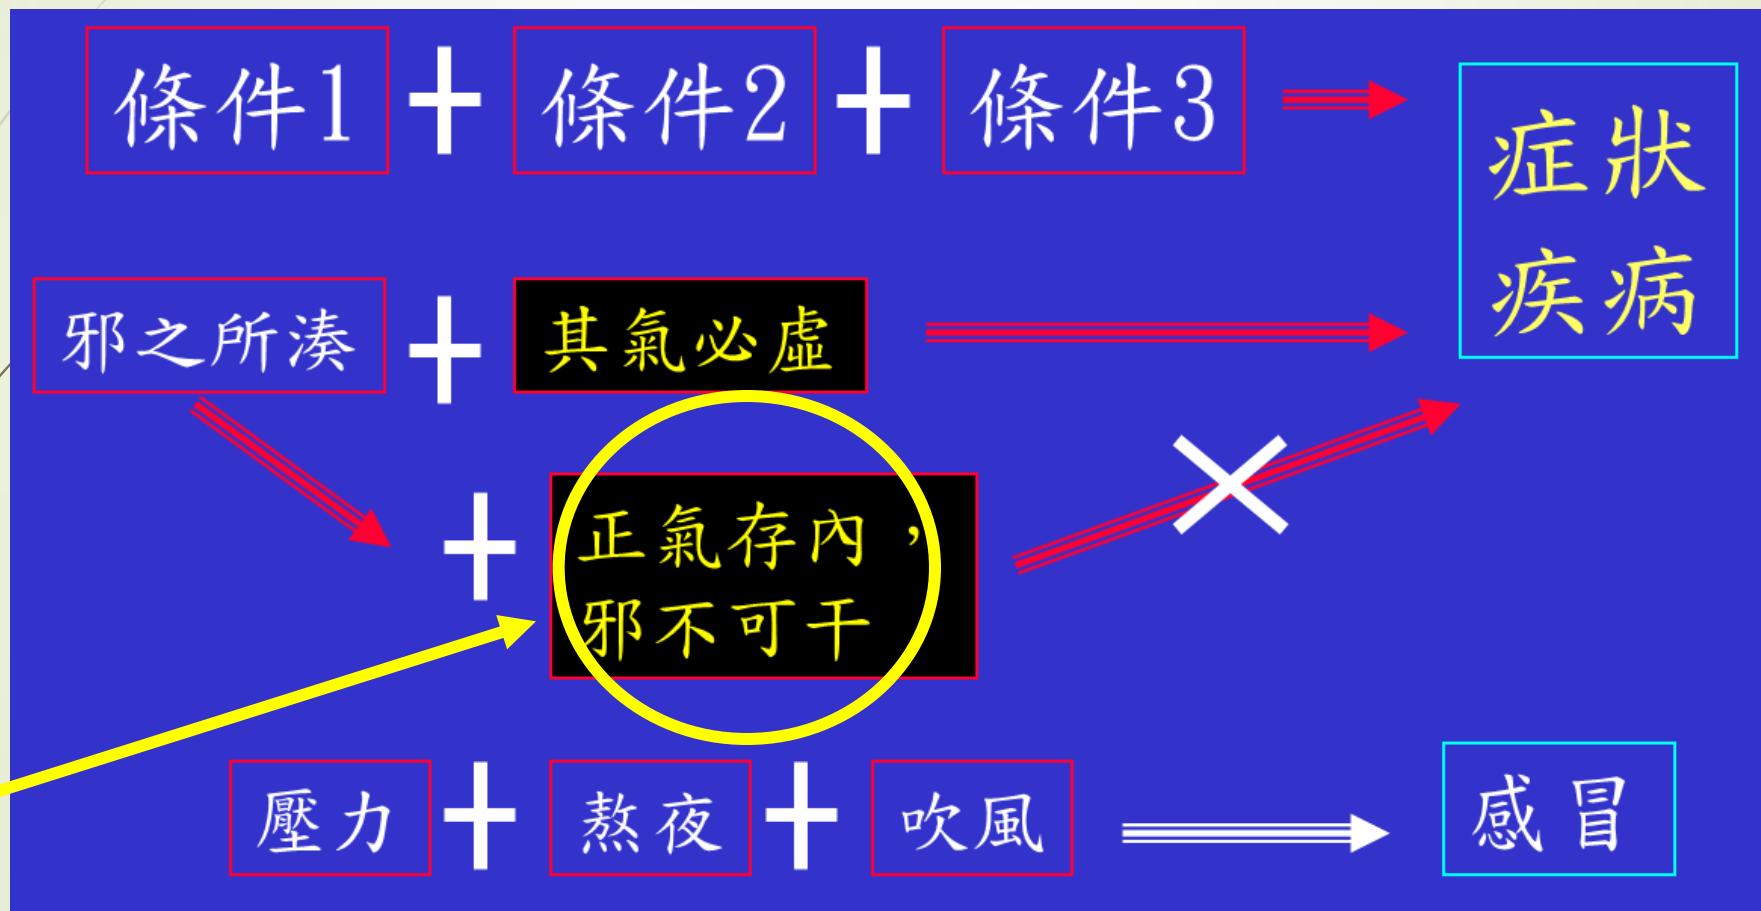 條件1 + 條件2 + 條件3
症狀
疾病
邪之所湊 + 其氣必虛
+ 正氣存內，
邪不可干
壓力 + 熬夜 + 吹風
感冒